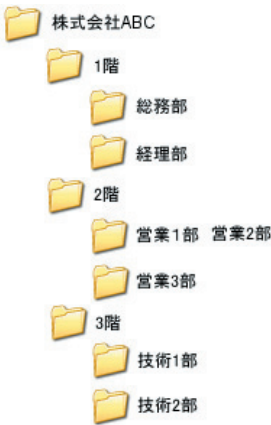 株式会社ABC
1階
総務部
経理部
2階
営業1部 営業2部
営業3部
3階
技術1部
技術2部